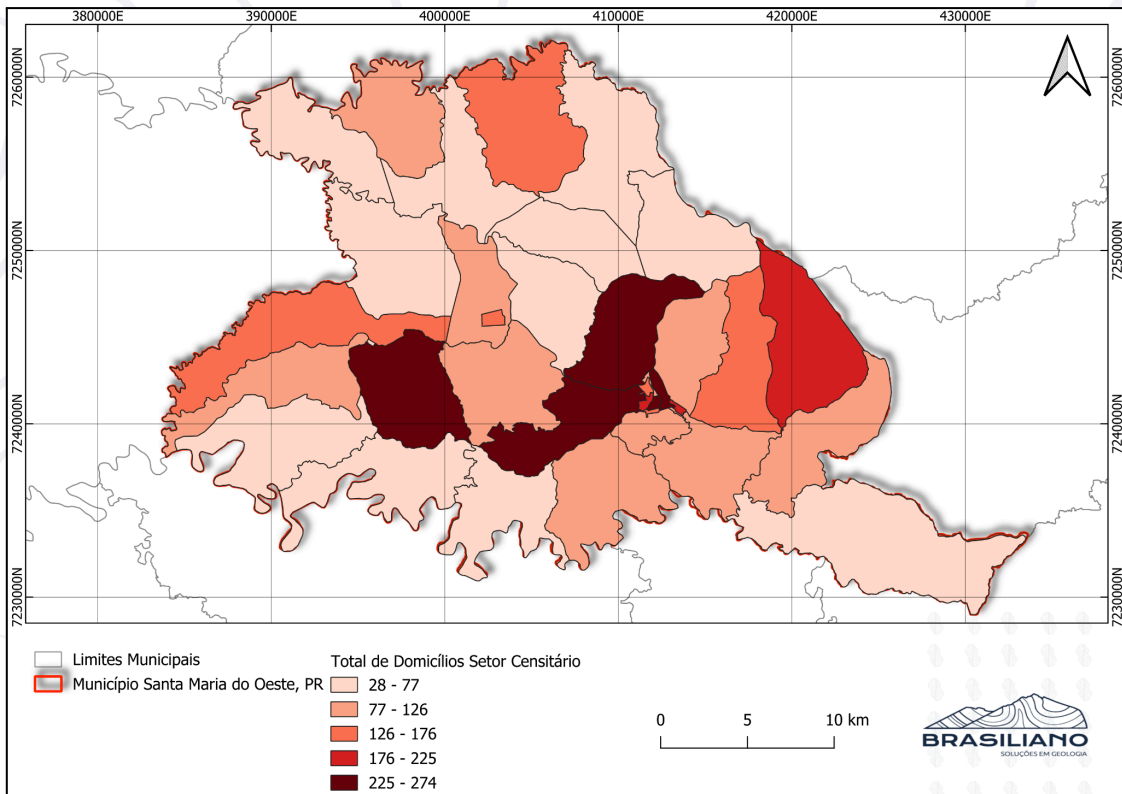 380000E 390000E 400000E 410000E 420000E 430000E
7260000N 7260000N
7250000N 7250000N
7240000N 7240000N
7230000N 7230000N
Limites Municipais
Município Santa Maria do Oeste, PR
Total de Domicílios Setor Censitário
28 - 77
77 - 126
126 - 176
176 - 225
225 - 274
0 5 10 km
BRASILIANO
SOLUÇÕES EM GEOLOGIA